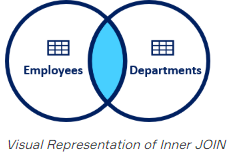 Employees
Departments
Visual Representation of Inner JOIN